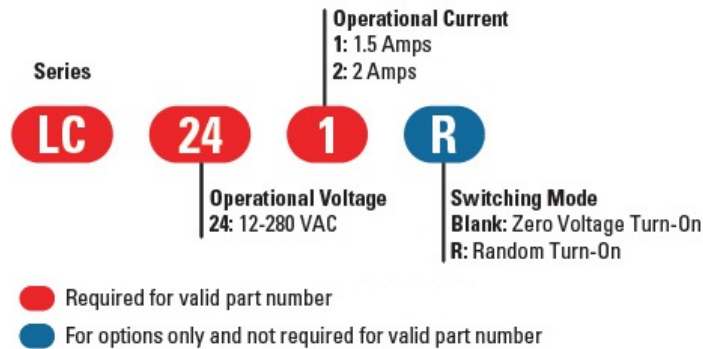 Operational Current
1: 1.5 Amps
2: 2 Amps
Series
LC 24 1 R
Operational Voltage
24: 12-280 VAC
Switching Mode
Blank: Zero Voltage Turn-On
R: Random Turn-On
Required for valid part number
For options only and not required for valid part number